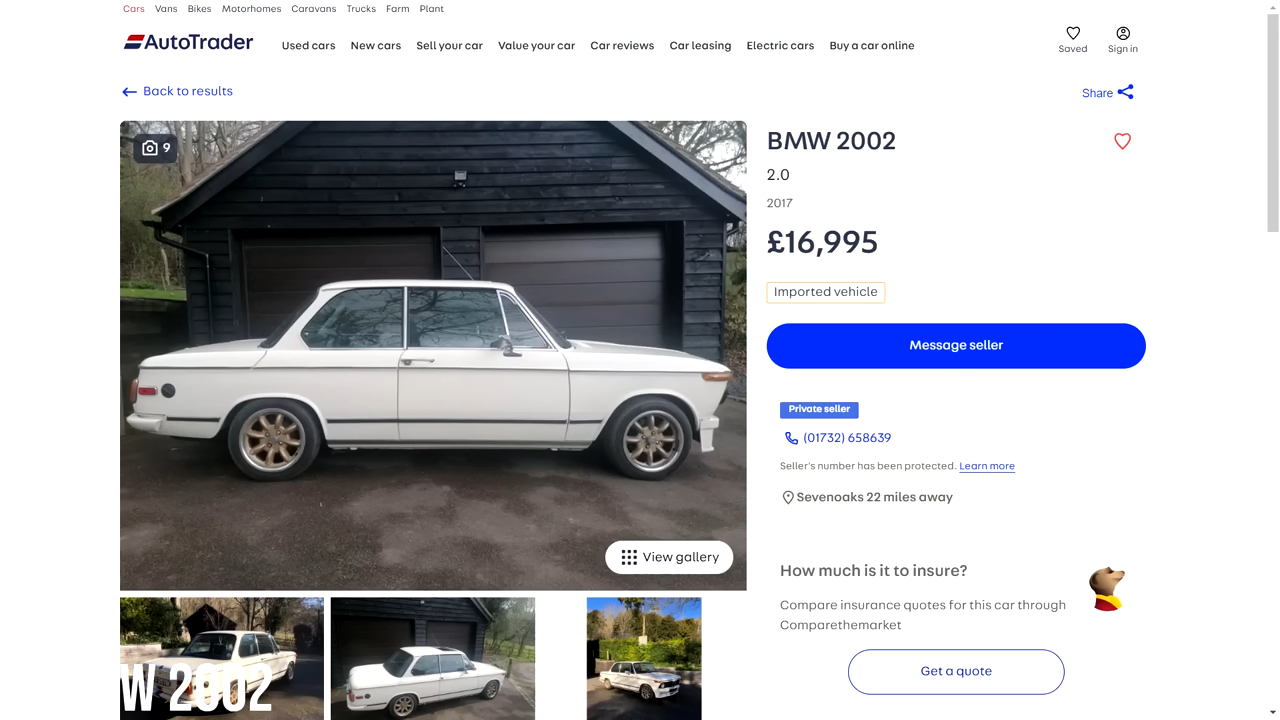 Cars Vans Bikes Motorhomes Caravans Trucks Farm Plant
AutoTrader
Used cars New cars Sell your car Value your car Car reviews Car leasing Electric cars Buy a car online
Saved Sign in
Back to results
Share
9
BMW 2002
2.0
2017
£16,995
Imported vehicle
Message seller
Private seller
(01732) 658639
Seller's number has been protected. Learn more
Sevenoaks 22 miles away
View gallery
How much is it to insure?
Compare insurance quotes for this car through
Comparethemarket
Get a quote
W 2002